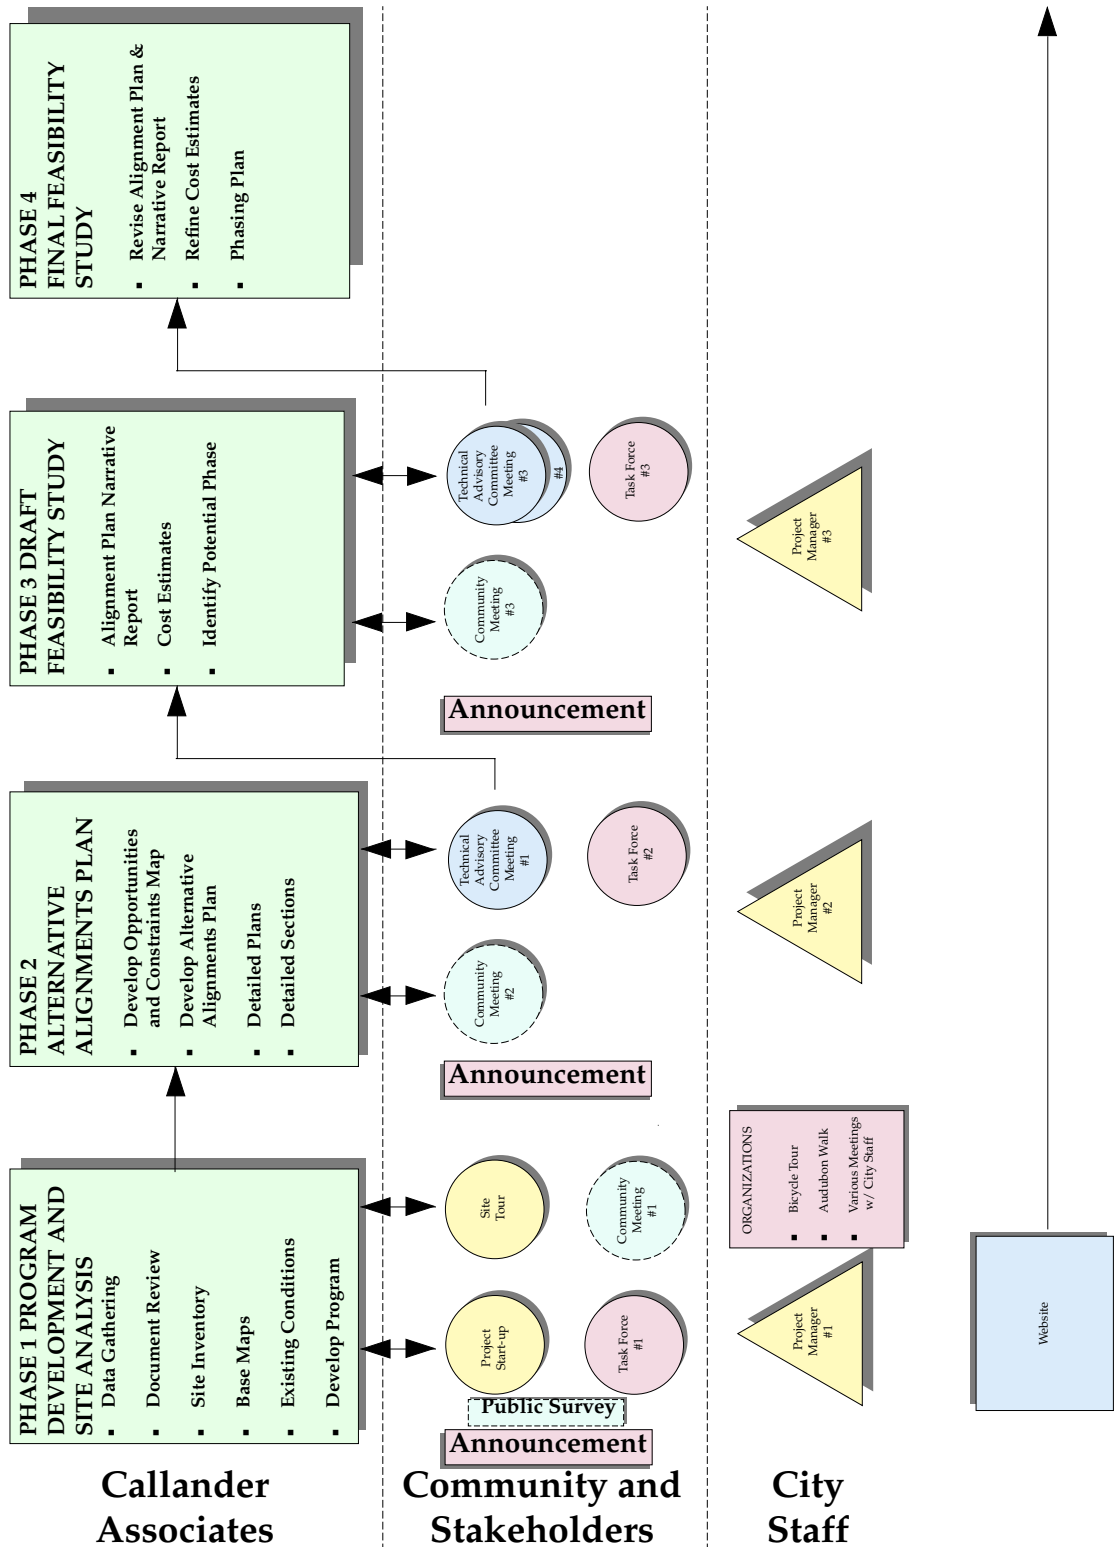 PHASE 1 PROGRAM
DEVELOPMENT AND
SITE ANALYSIS
▪ Data Gathering
▪ Document Review
▪ Site Inventory
▪ Base Maps
▪ Existing Conditions
▪ Develop Program
PHASE 2
ALTERNATIVE
ALIGNMENTS PLAN
▪ Develop Opportunities
and Constraints Map
▪ Develop Alternative
Alignments Plan
▪ Detailed Plans
▪ Detailed Sections
PHASE 3 DRAFT
FEASIBILITY STUDY
▪ Alignment Plan Narrative
Report
▪ Cost Estimates
▪ Identify Potential Phase
PHASE 4
FINAL FEASIBILITY
STUDY
▪ Revise Alignment Plan &
Narrative Report
▪ Refine Cost Estimates
▪ Phasing Plan
Callander
Associates
Community and
Stakeholders
Announcement
Public Survey
Project
Start-up
Site
Tour
Task Force
#1
Community
Meeting
#1
Announcement
Community
Meeting
#2
Technical
Advisory
Committee
Meeting
#1
Task Force
#2
Announcement
Community
Meeting
#3
Technical
Advisory
Committee
Meeting
#3
#4
Task Force
#3
City
Staff
Project
Manager
#1
ORGANIZATIONS
▪ Bicycle Tour
▪ Audubon Walk
▪ Various Meetings
w/ City Staff
Project
Manager
#2
Project
Manager
#3
Website